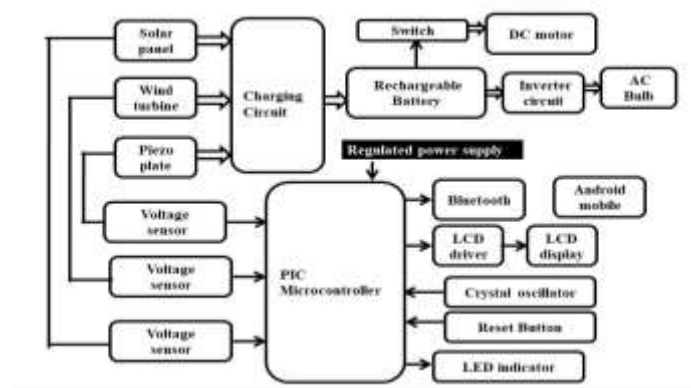 Solar
panel
Wind
turbine
Piezo
plate
Voltage
sensor
Voltage
sensor
Voltage
sensor
Charging
Circuit
Switch
DC motor
Rechargeable
Battery
Inverter
circuit
AC
Bulb
Regulated power supply
PIC
Microcontroller
Bluetooth
Android
mobile
LCD
driver
LCD
display
Crystal oscillator
Reset Button
LED indicator